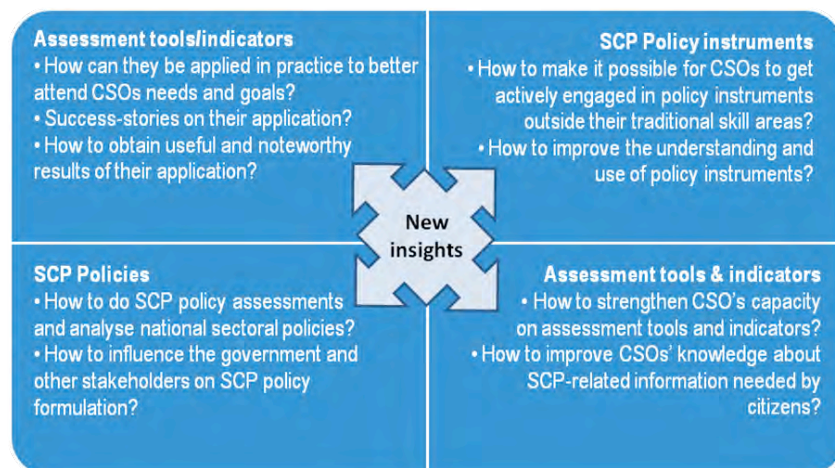 Assessment tools/indicators
• How can they be applied in practice to better
attend CSOs needs and goals?
• Success-stories on their application?
• How to obtain useful and noteworthy
results of their application?
SCP Policy instruments
• How to make it possible for CSOs to get
actively engaged in policy instruments
outside their traditional skill areas?
• How to improve the understanding and
use of policy instruments?
New
insights
SCP Policies
• How to do SCP policy assessments
and analyse national sectoral policies?
• How to influence the government and
other stakeholders on SCP policy
formulation?
Assessment tools & indicators
• How to strengthen CSO's capacity
on assessment tools and indicators?
• How to improve CSOs' knowledge about
SCP-related information needed by
citizens?